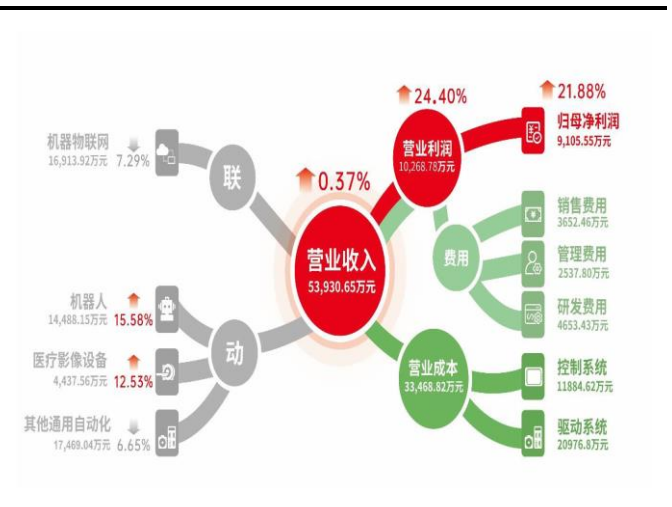 24.40%
21.88%
归母净利润
9,105.55万元
机器物联网
16,913.92万元 7.29%
联
营业利润
10,268.78万元
0.37%
销售费用
3652.46万元
营业收入
53,930.65万元
费用
管理费用
2537.80万元
机器人
14,488.15万元 15.58%
研发费用
4653.43万元
动
医疗影像设备
4,437.56万元 12.53%
营业成本
33,468.82万元
控制系统
11884.62万元
其他通用自动化
17,469.04万元 6.65%
驱动系统
20976.8万元